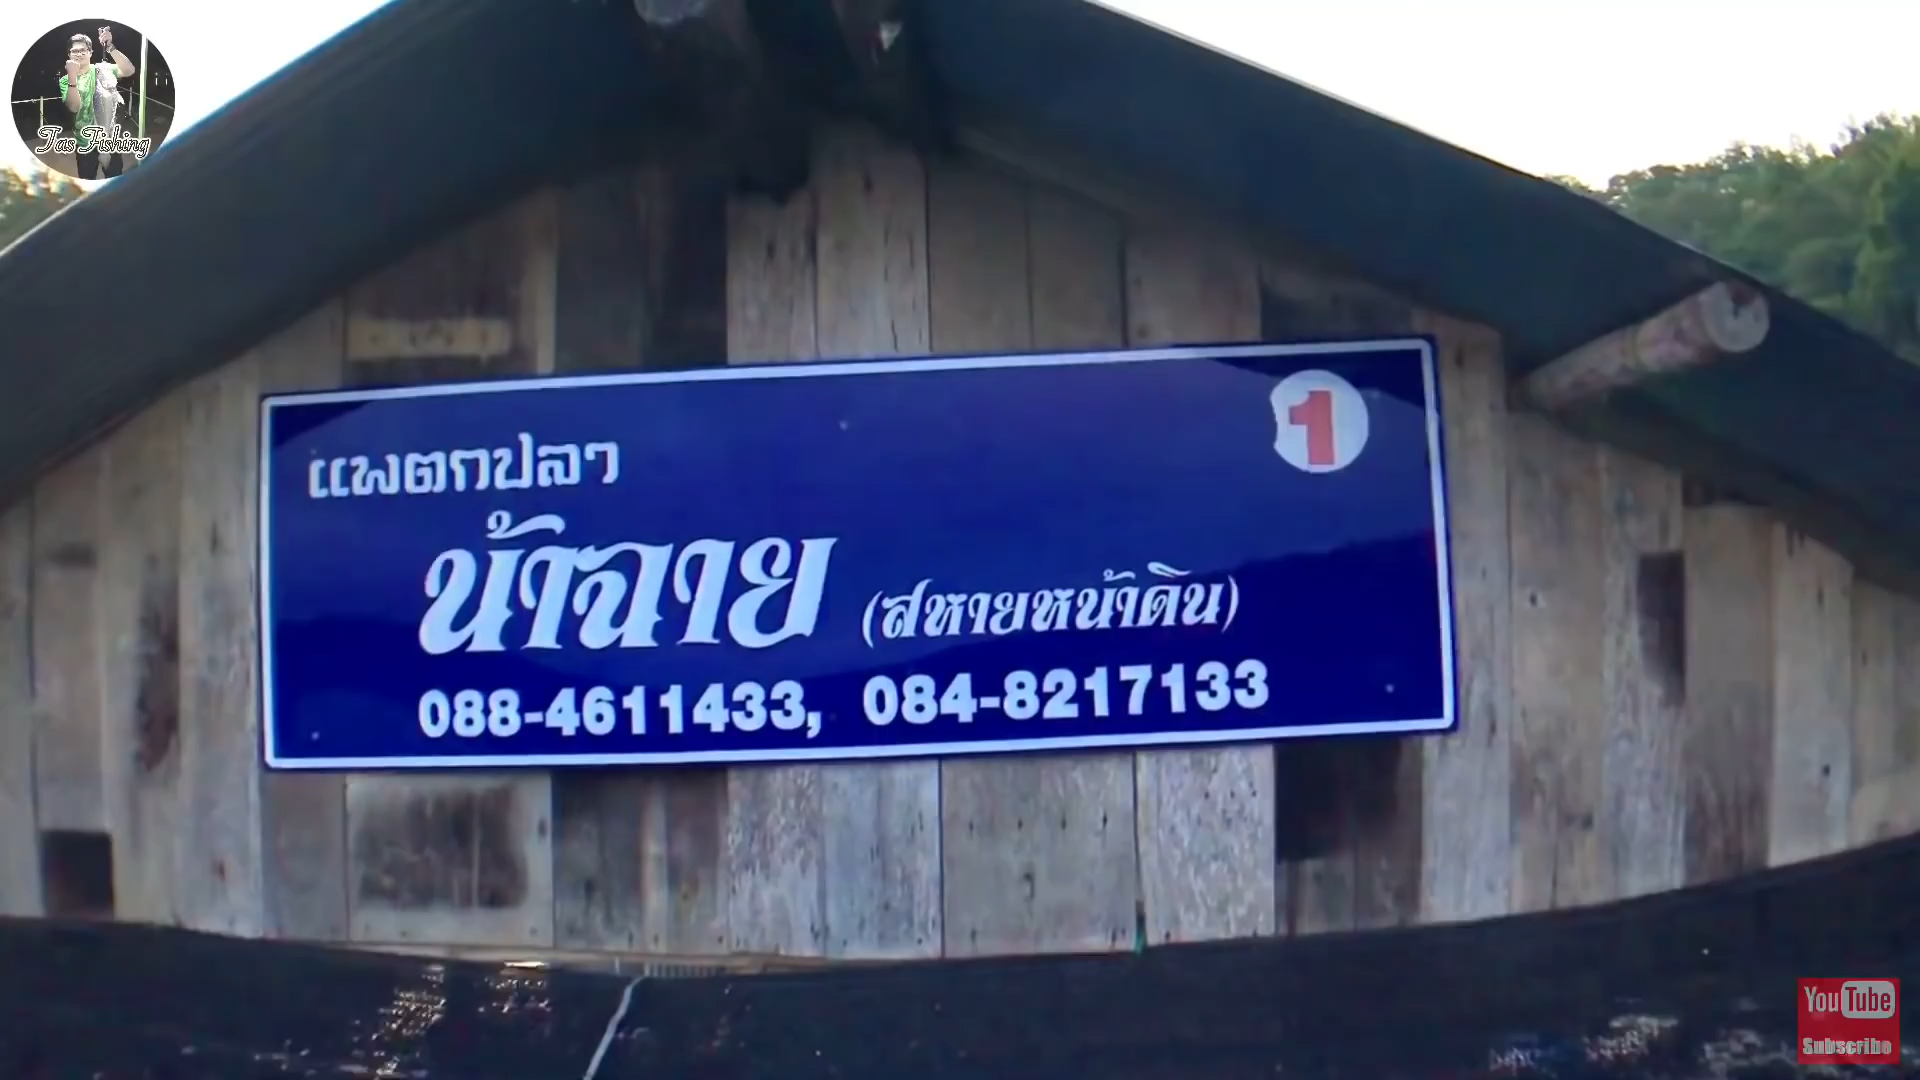 Tas Fishing
1
แพตกปลา
น้าฉาย (สหายหน้าดิน)
088-4611433, 084-8217133
YouTube
Subscribe